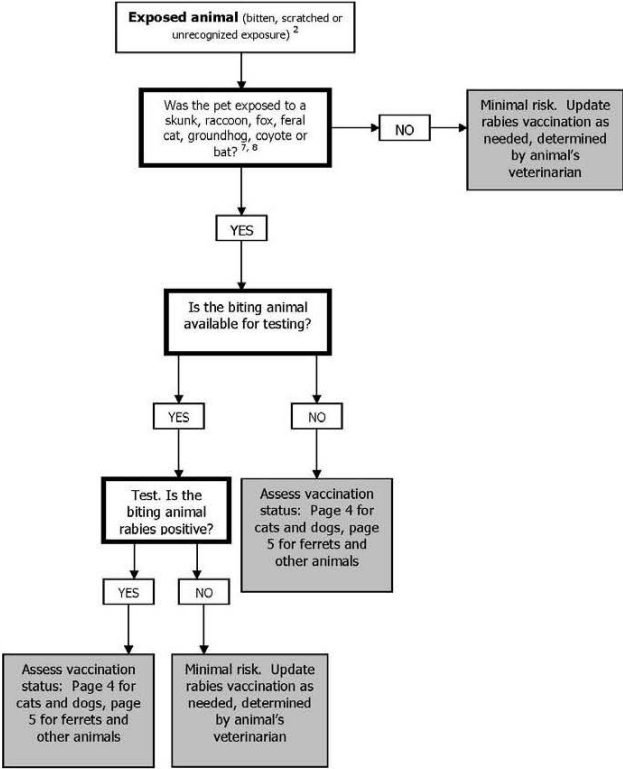 Exposed animal (bitten, scratched or
unrecognized exposure) 2
Was the pet exposed to a
skunk, raccoon, fox, feral
cat, groundhog, coyote or
bat? 7, 8
NO
Minimal risk.  Update
rabies vaccination as
needed, determined
by animal's
veterinarian
YES
Is the biting animal
available for testing?
YES
NO
Test. Is the
biting animal
rabies positive?
Assess vaccination
status:  Page 4 for
cats and dogs, page
5 for ferrets and
other animals
YES
NO
Assess vaccination
status:  Page 4 for
cats and dogs, page
5 for ferrets and
other animals
Minimal risk.  Update
rabies vaccination as
needed, determined
by animal's
veterinarian